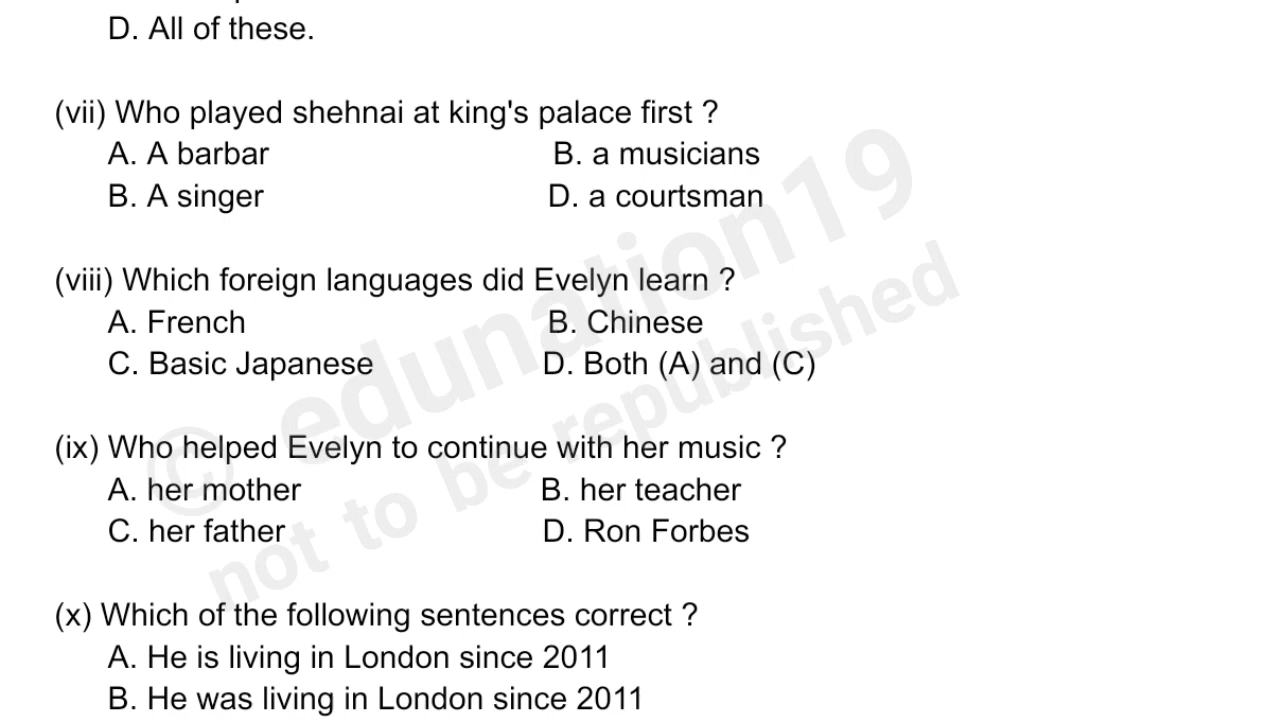 D. All of these.
(vii) Who played shehnai at king's palace first ?
A. A barbar B. a musicians
B. A singer D. a courtsman
(viii) Which foreign languages did Evelyn learn ?
A. French B. Chinese
C. Basic Japanese D. Both (A) and (C)
(ix) Who helped Evelyn to continue with her music ?
A. her mother B. her teacher
C. her father D. Ron Forbes
(x) Which of the following sentences correct ?
A. He is living in London since 2011
B. He was living in London since 2011
© edunation19
not to be republished